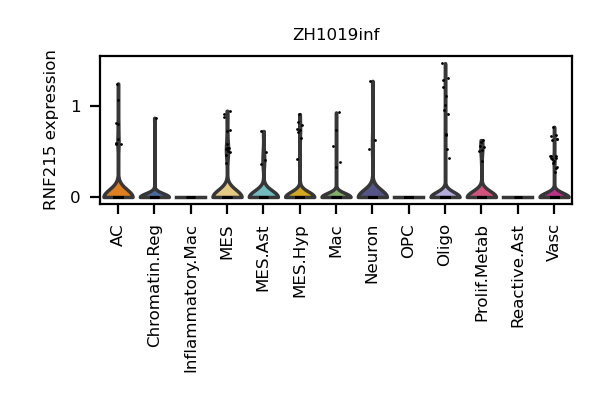 ZH1019inf
RNF215 expression
1
0
AC
Chromatin.Reg
Inflammatory.Mac
MES
MES.Ast
MES.Hyp
Mac
Neuron
OPC
Oligo
Prolif.Metab
Reactive.Ast
Vasc